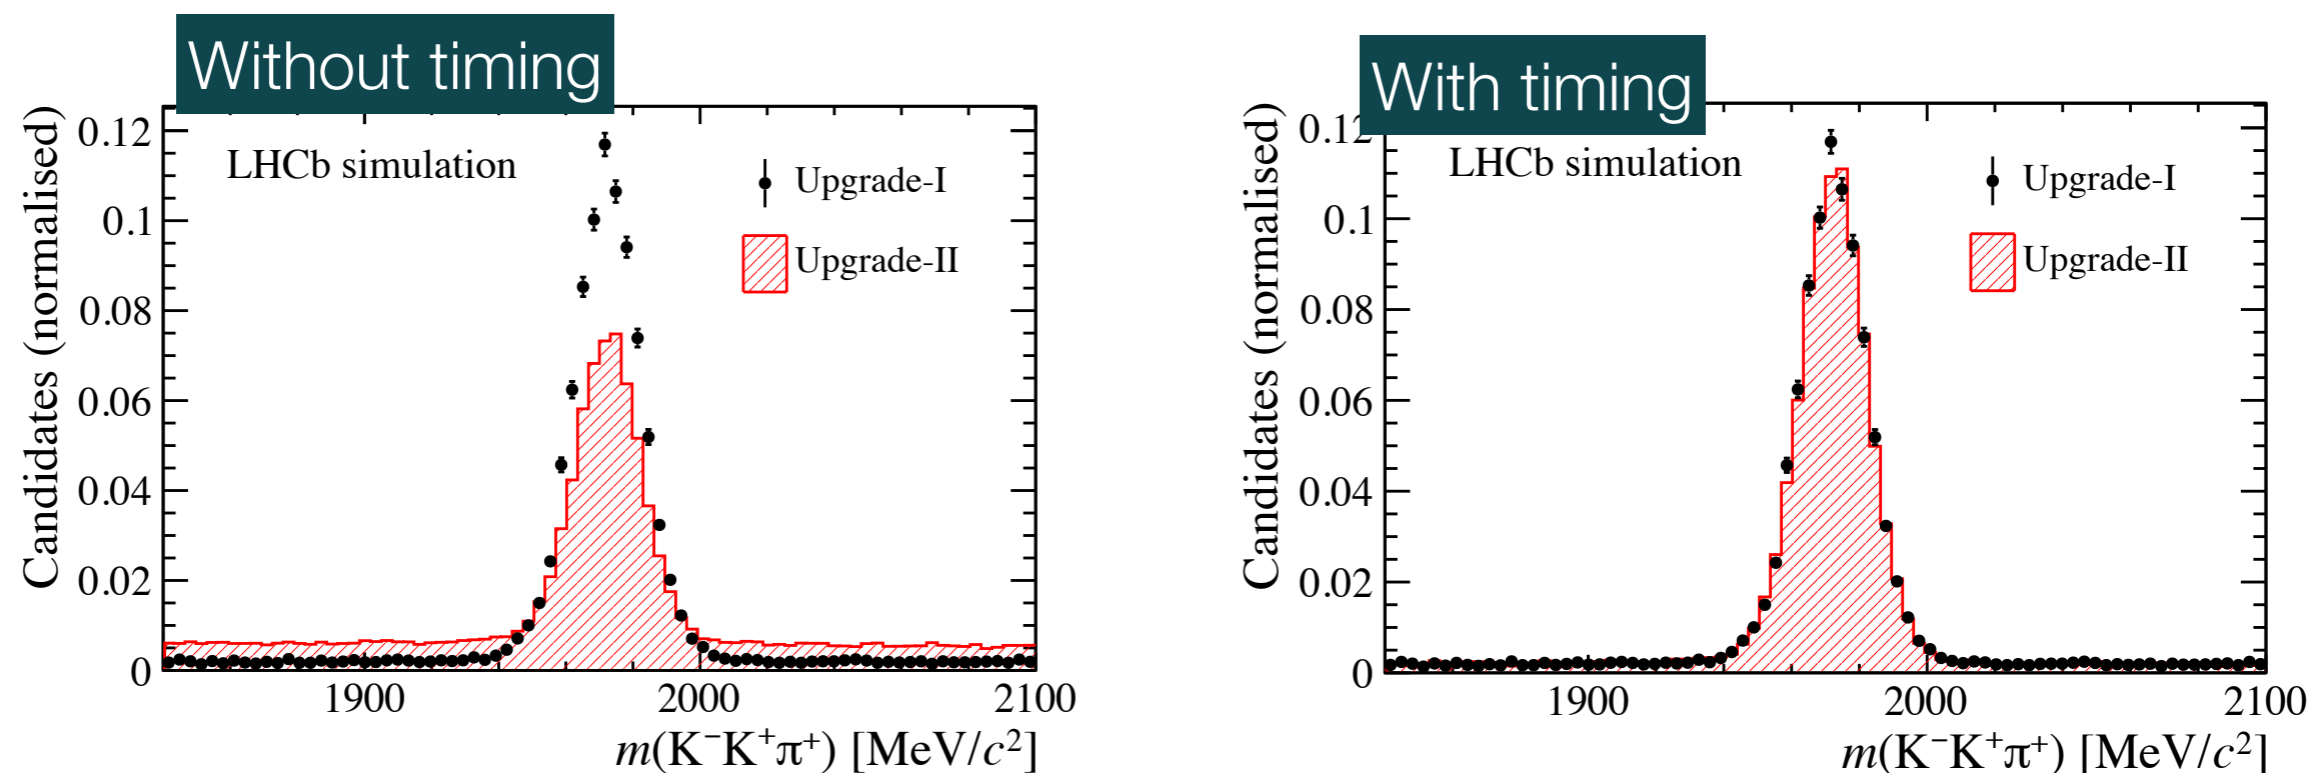 Without timing
LHCb simulation
Upgrade-I
Upgrade-II
Candidates (normalised)
0.12
0.1
0.08
0.06
0.04
0.02
0
1900 2000 2100
m(K⁻K⁺π⁺) [MeV/c²]
With timing
LHCb simulation
Upgrade-I
Upgrade-II
Candidates (normalised)
0.12
0.1
0.08
0.06
0.04
0.02
0
1900 2000 2100
m(K⁻K⁺π⁺) [MeV/c²]